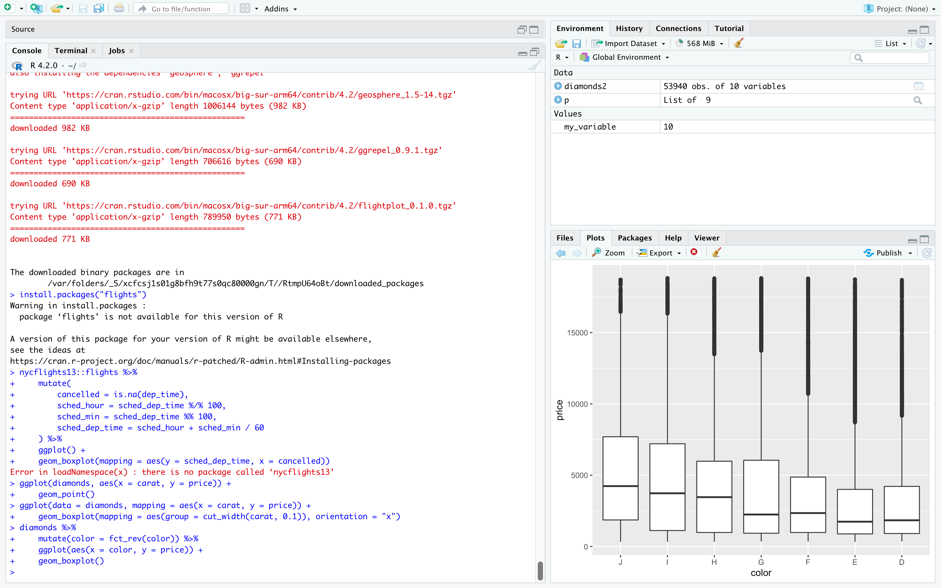 Go to file/function
Addins
Project: (None)
Source
Console Terminal Jobs
R 4.2.0 · ~/
also installing the dependencies ‘geosphere’, ‘ggrepel’
trying URL 'https://cran.rstudio.com/bin/macosx/big-sur-arm64/contrib/4.2/geosphere_1.5-14.tgz'
Content type 'application/x-gzip' length 1006144 bytes (982 KB)
==================================================
downloaded 982 KB
trying URL 'https://cran.rstudio.com/bin/macosx/big-sur-arm64/contrib/4.2/ggrepel_0.9.1.tgz'
Content type 'application/x-gzip' length 706616 bytes (690 KB)
==================================================
downloaded 690 KB
trying URL 'https://cran.rstudio.com/bin/macosx/big-sur-arm64/contrib/4.2/flightplot_0.1.0.tgz'
Content type 'application/x-gzip' length 789950 bytes (771 KB)
==================================================
downloaded 771 KB
The downloaded binary packages are in
/var/folders/_5/xcfcsj1s01g8bfh9t77s0qc80000gn/T//RtmpU64oBt/downloaded_packages
> install.packages("flights")
Warning in install.packages :
package ‘flights’ is not available for this version of R
A version of this package for your version of R might be available elsewhere,
see the ideas at
https://cran.r-project.org/doc/manuals/r-patched/R-admin.html#Installing-packages
> nycflights13::flights %>%
+ mutate(
+ cancelled = is.na(dep_time),
+ sched_hour = sched_dep_time %/% 100,
+ sched_min = sched_dep_time %% 100,
+ sched_dep_time = sched_hour + sched_min / 60
+ ) %>%
+ ggplot() +
+ geom_boxplot(mapping = aes(y = sched_dep_time, x = cancelled))
Error in loadNamespace(x) : there is no package called ‘nycflights13’
> ggplot(diamonds, aes(x = carat, y = price)) +
+ geom_point()
> ggplot(data = diamonds, mapping = aes(x = carat, y = price)) +
+ geom_boxplot(mapping = aes(group = cut_width(carat, 0.1)), orientation = "x")
> diamonds %>%
+ mutate(color = fct_rev(color)) %>%
+ ggplot(aes(x = color, y = price)) +
+ geom_boxplot()
>
Environment History Connections Tutorial
Import Dataset 568 MiB List
R Global Environment
Data
diamonds2 53940 obs. of 10 variables
p List of 9
Values
my_variable 10
Files Plots Packages Help Viewer
Zoom Export Publish
15000
10000
5000
0
price
J I H G F E D
color